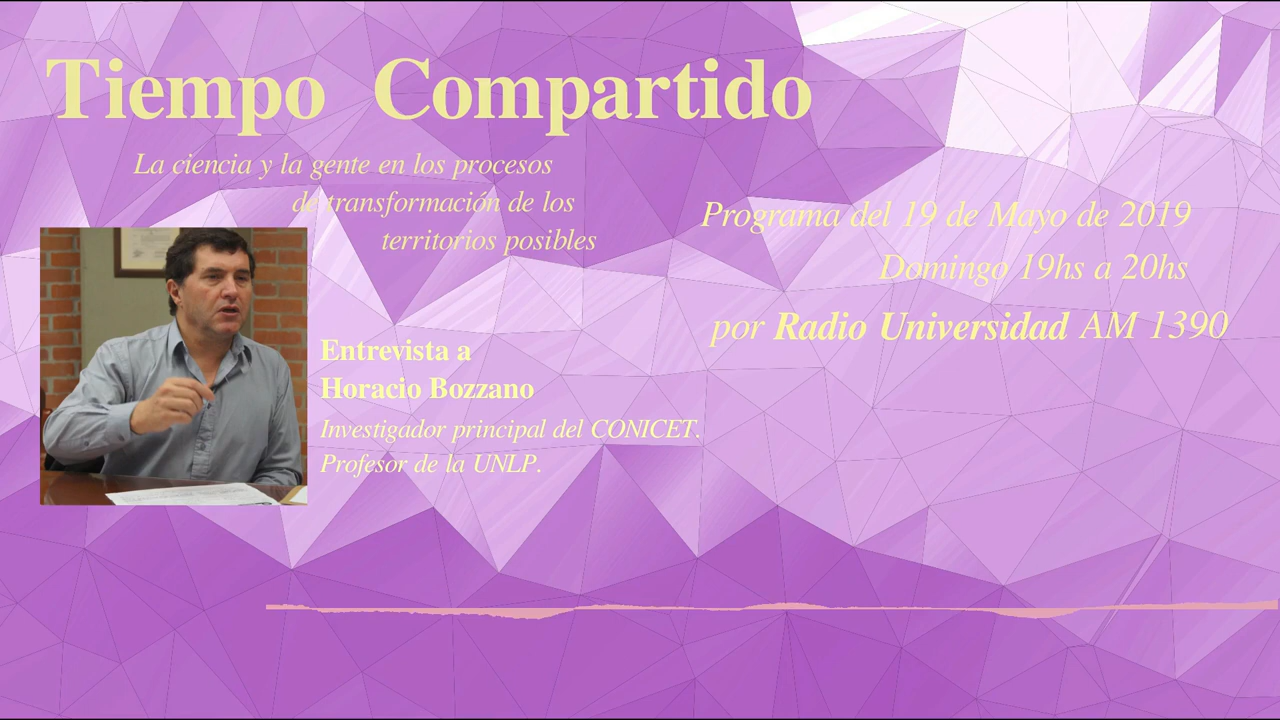 Tiempo Compartido
La ciencia y la gente en los procesos
de transformación de los
territorios posibles
Programa del 19 de Mayo de 2019
Domingo 19hs a 20hs
por Radio Universidad AM 1390
Entrevista a
Horacio Bozzano
Investigador principal del CONICET.
Profesor de la UNLP.